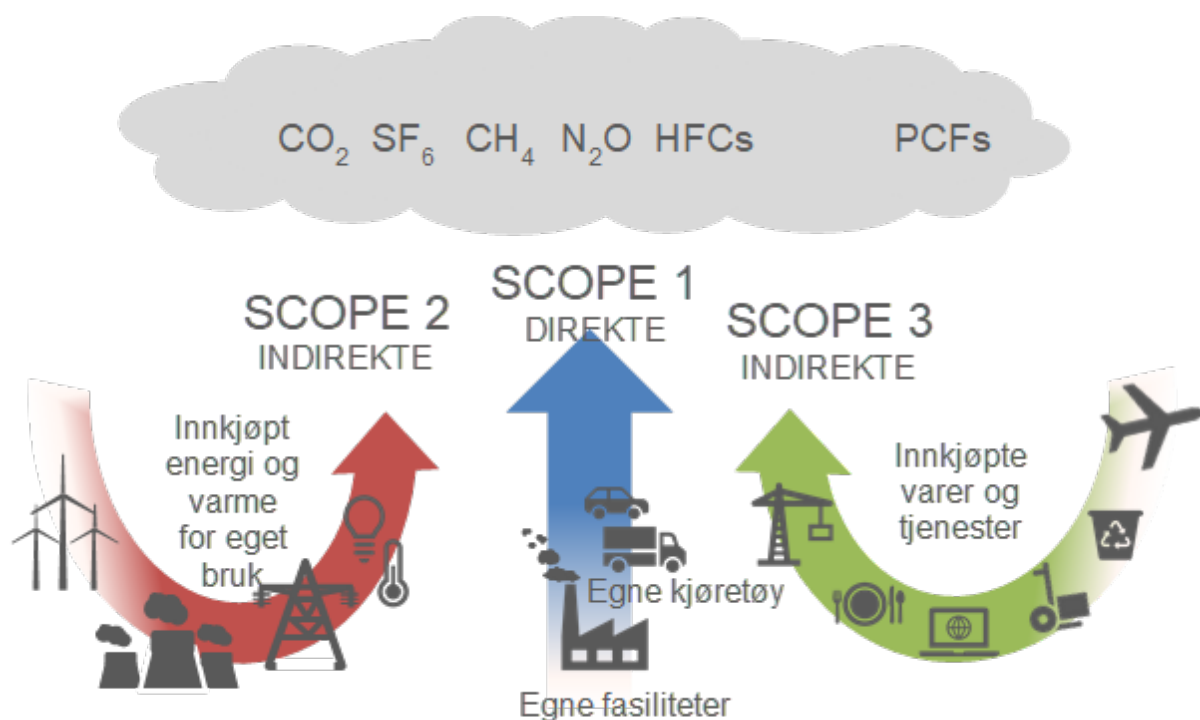 CO₂ SF₆ CH₄ N₂O HFCs PCFs
SCOPE 1
DIREKTE
SCOPE 2
INDIREKTE
SCOPE 3
INDIREKTE
Innkjøpt
energi og
varme
for eget
bruk
Egne kjøretøy
Egne fasiliteter
Innkjøpte
varer og
tjenester